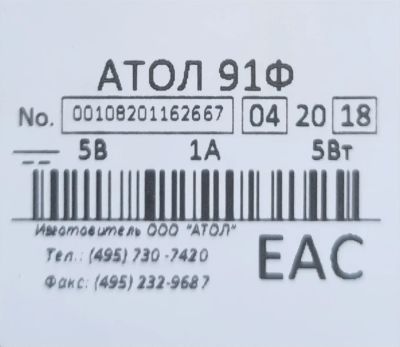 АТОЛ 91Ф
No. 00108201162667 04 20 18
5В 1А 5Вт
Изготовитель ООО "АТОЛ"
Тел.: (495) 730-7420
Факс: (495) 232-9687
EAC